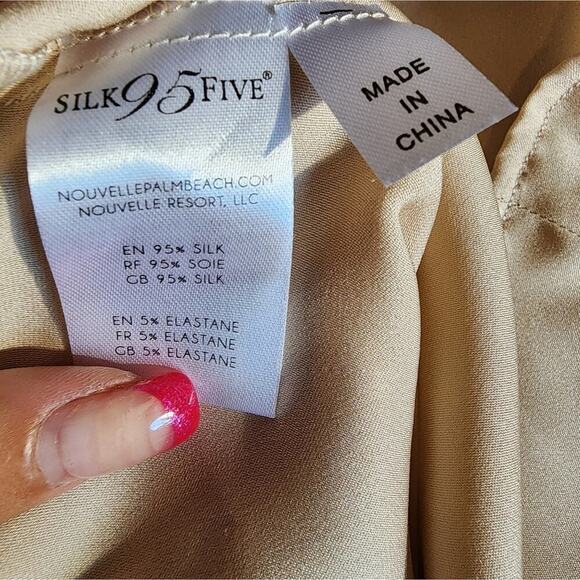 SILK95FIVE®
NOUVELLEPALMBEACH.COM
NOUVELLE RESORT, LLC
EN 95% SILK
RF 95% SOIE
GB 95% SILK
EN 5% ELASTANE
FR 5% ELASTANE
GB 5% ELASTANE
MADE
IN
CHINA